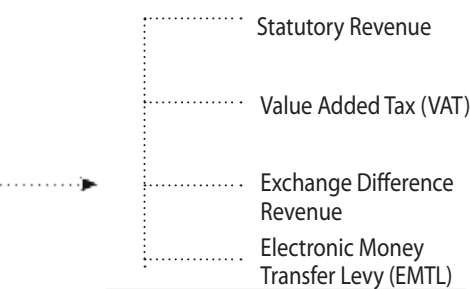 Statutory Revenue
Value Added Tax (VAT)
Exchange Difference
Revenue
Electronic Money
Transfer Levy (EMTL)